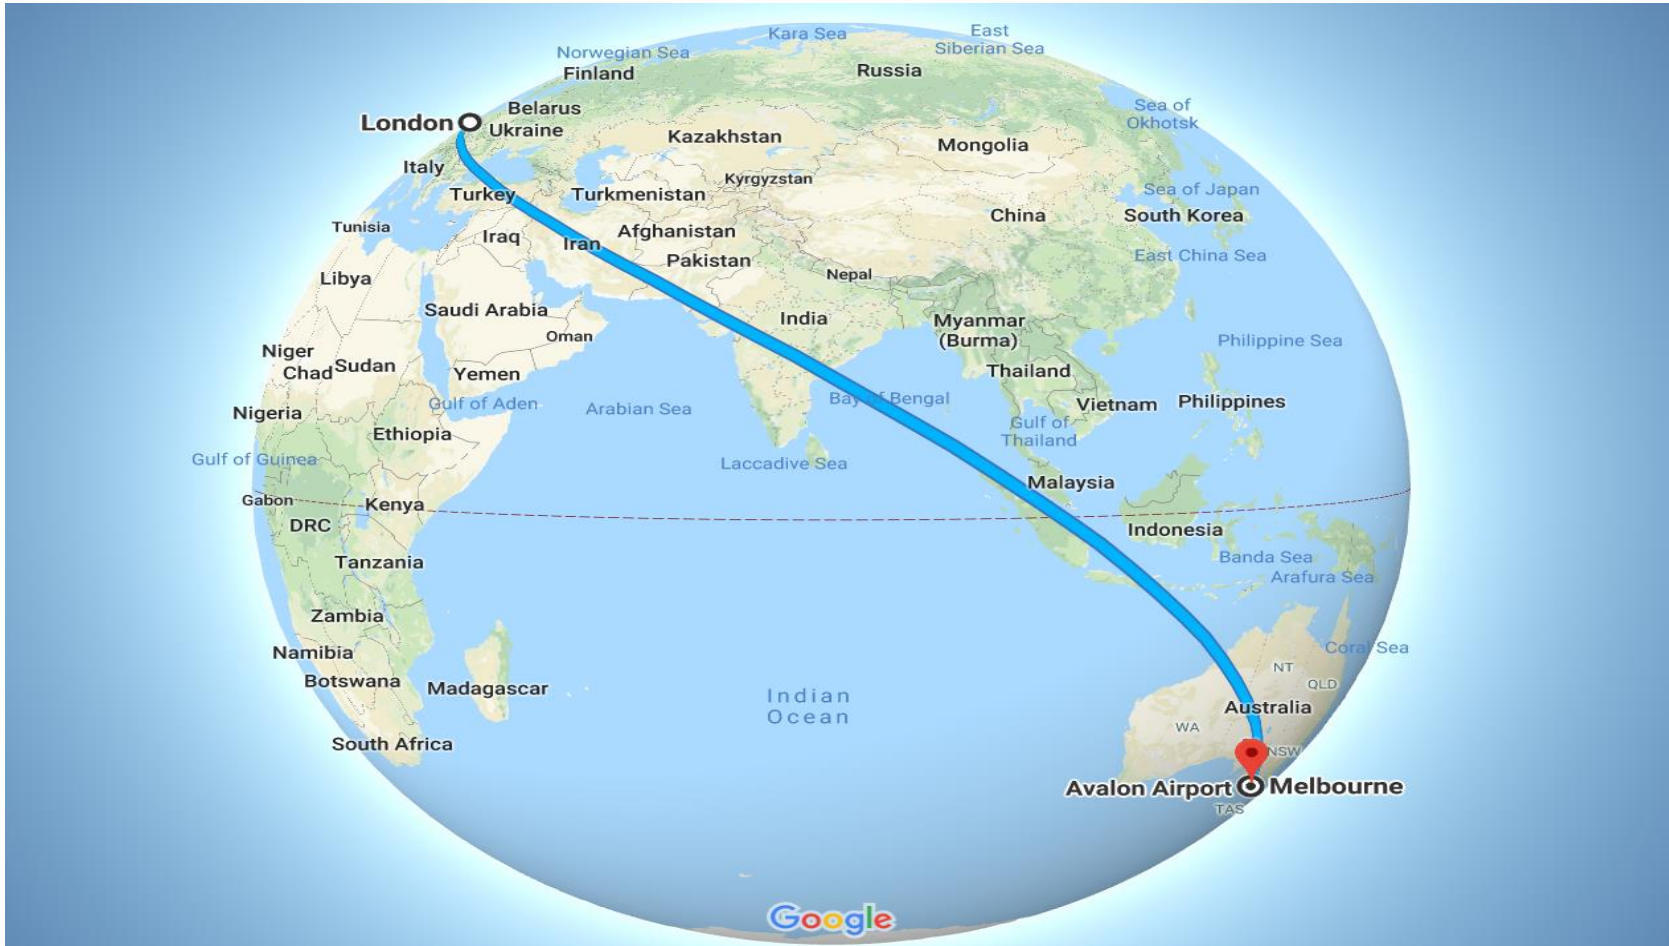 Kara Sea
East
Siberian Sea
Norwegian Sea
Finland
Russia
Belarus
Sea of
Okhotsk
London
Ukraine
Kazakhstan
Mongolia
Italy
Kyrgyzstan
Sea of Japan
Turkey
Turkmenistan
China
South Korea
Tunisia
Iraq
Iran
Afghanistan
East China Sea
Pakistan
Nepal
Libya
Saudi Arabia
India
Myanmar
(Burma)
Oman
Philippine Sea
Niger
Chad
Sudan
Yemen
Thailand
Nigeria
Gulf of Aden
Arabian Sea
Bay of Bengal
Vietnam
Philippines
Ethiopia
Gulf of
Thailand
Gulf of Guinea
Laccadive Sea
Malaysia
Gabon
Kenya
DRC
Indonesia
Tanzania
Banda Sea
Arafura Sea
Zambia
Namibia
Coral Sea
Botswana
Madagascar
NT
QLD
Indian
Ocean
Australia
WA
South Africa
NSW
Avalon Airport
Melbourne
TAS
Google